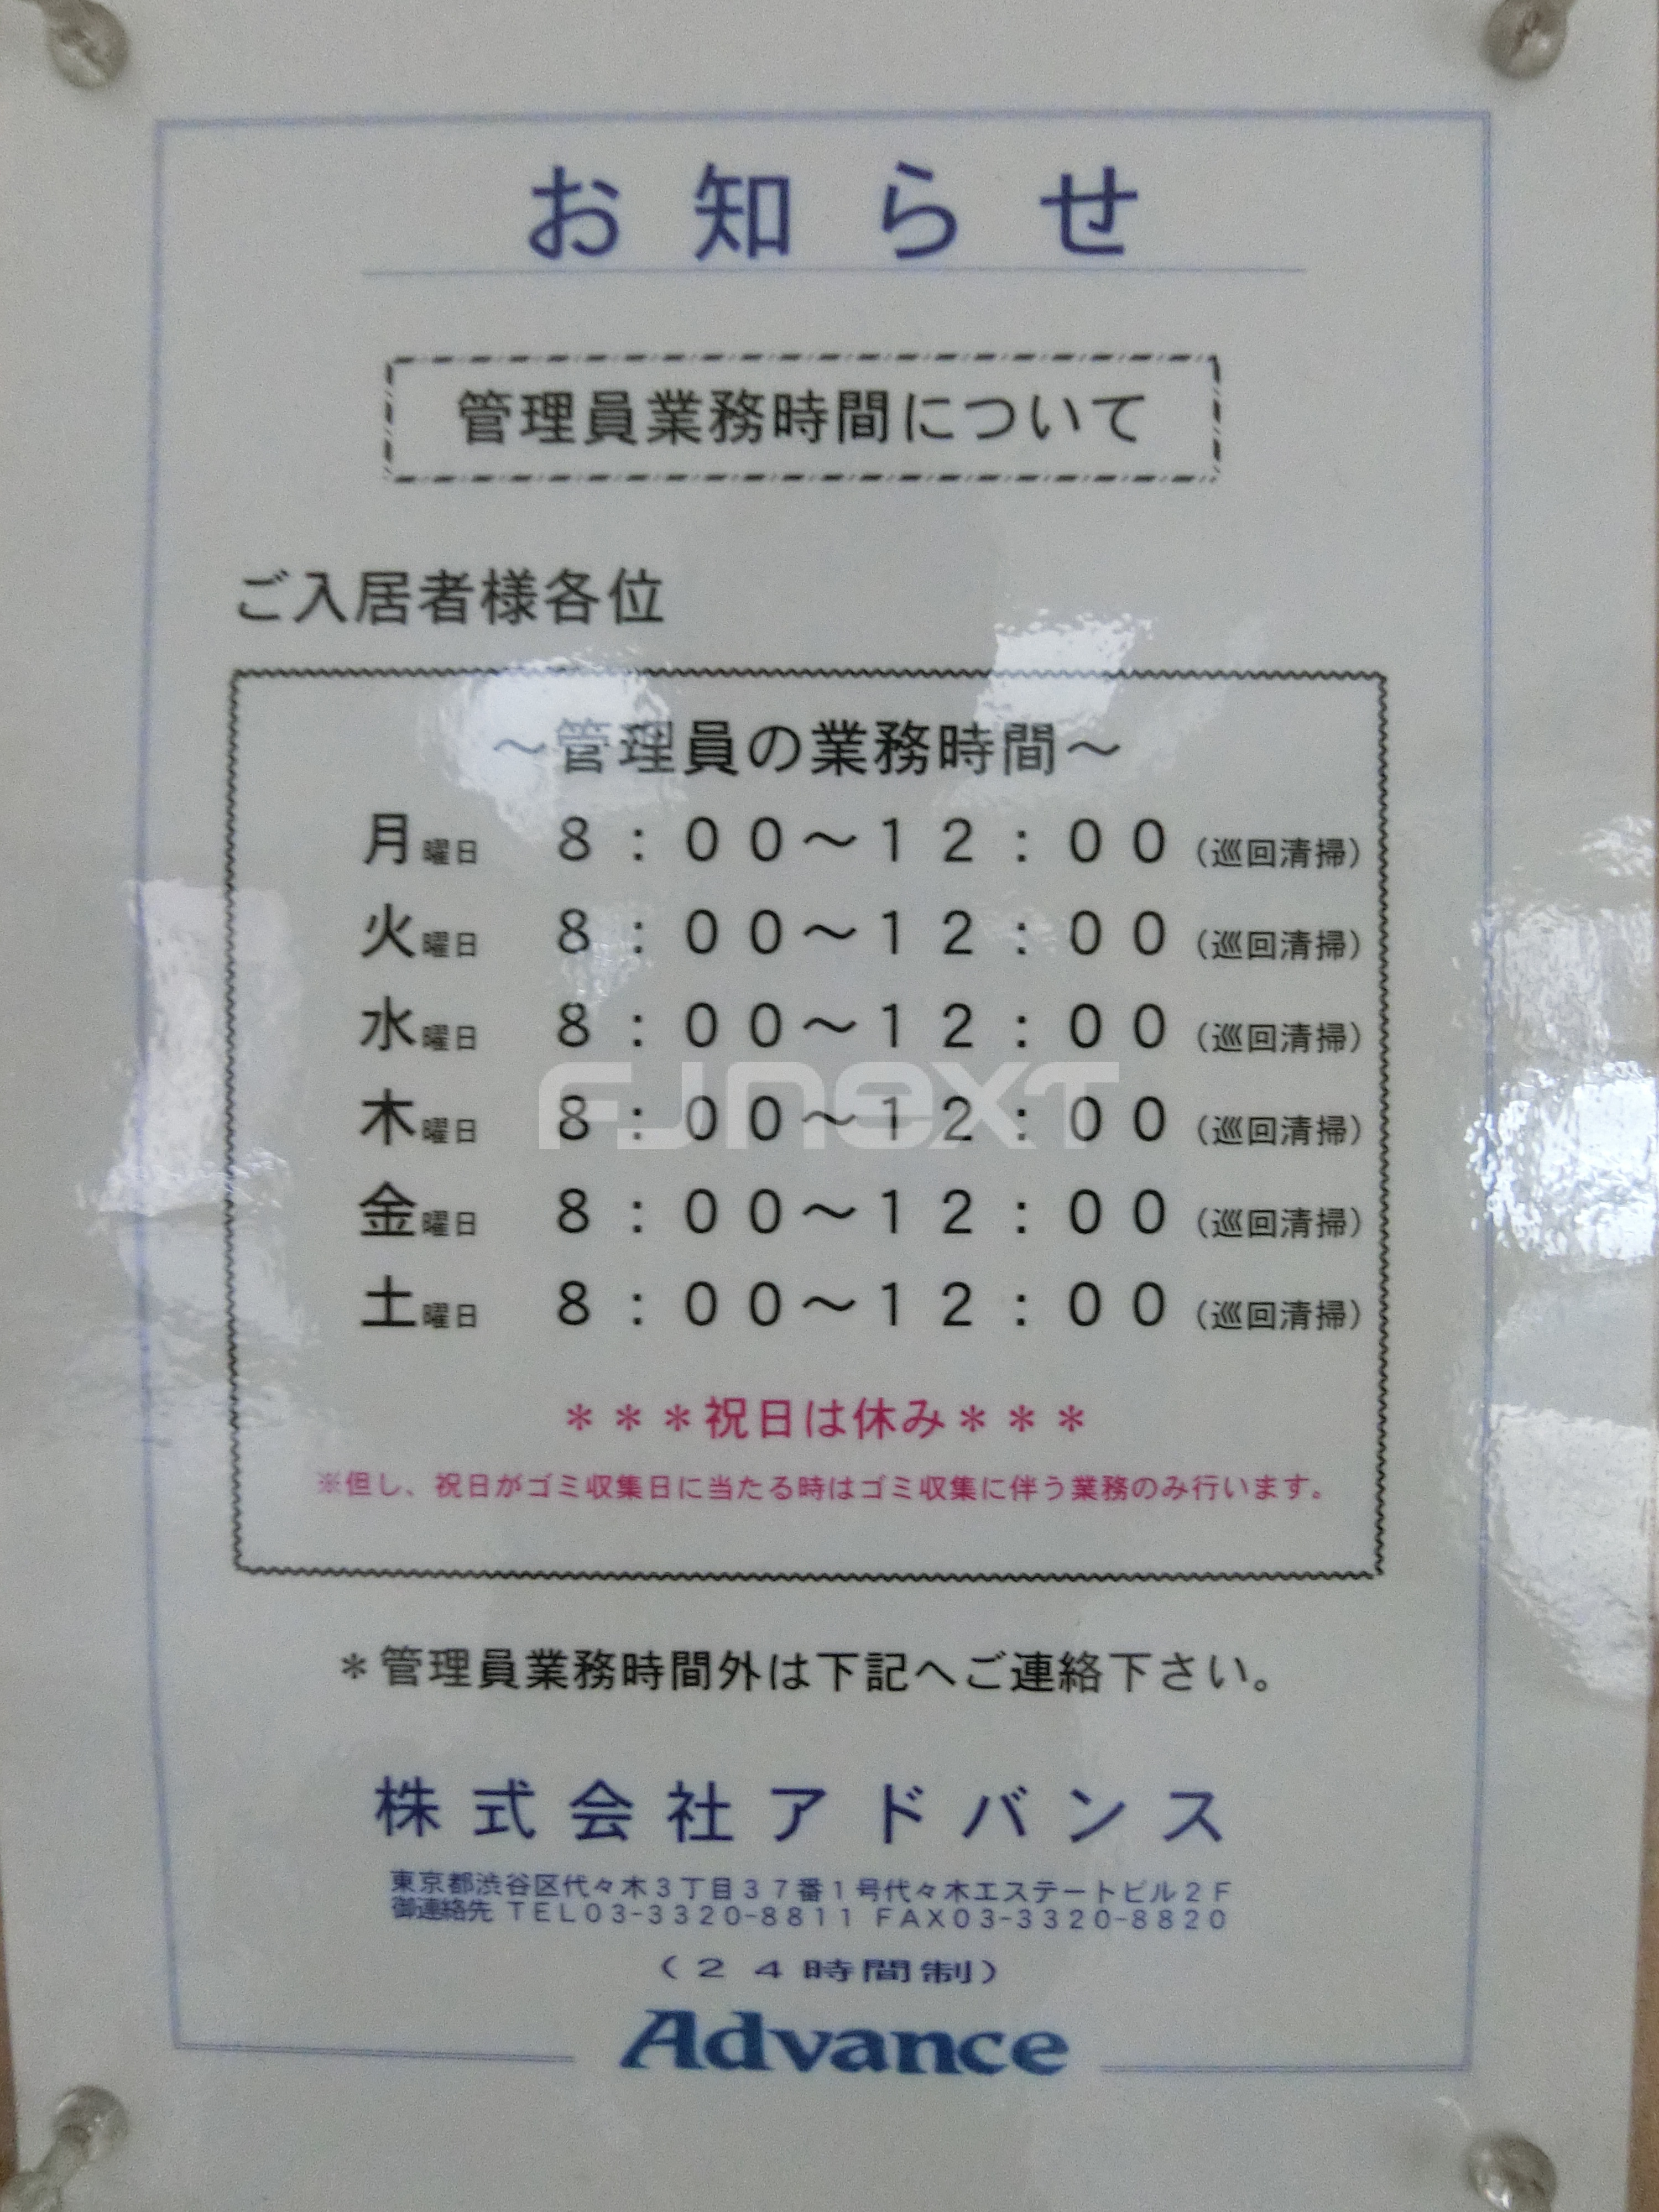 お知らせ
管理員業務時間について
ご入居者様各位
～管理員の業務時間～
月曜日　８：００～１２：００（巡回清掃）
火曜日　８：００～１２：００（巡回清掃）
水曜日　８：００～１２：００（巡回清掃）
木曜日　８：００～１２：００（巡回清掃）
FJnext
金曜日　８：００～１２：００（巡回清掃）
土曜日　８：００～１２：００（巡回清掃）
＊＊＊祝日は休み＊＊＊
※但し、祝日がゴミ収集日に当たる時はゴミ収集に伴う業務のみ行います。
＊管理員業務時間外は下記へご連絡下さい。
株式会社アドバンス
東京都渋谷区代々木３丁目３７番１号代々木エステートビル２Ｆ
御連絡先 ＴＥＬ０３-３３２０-８８１１ ＦＡＸ０３-３３２０-８８２０
（２４時間制）
Advance